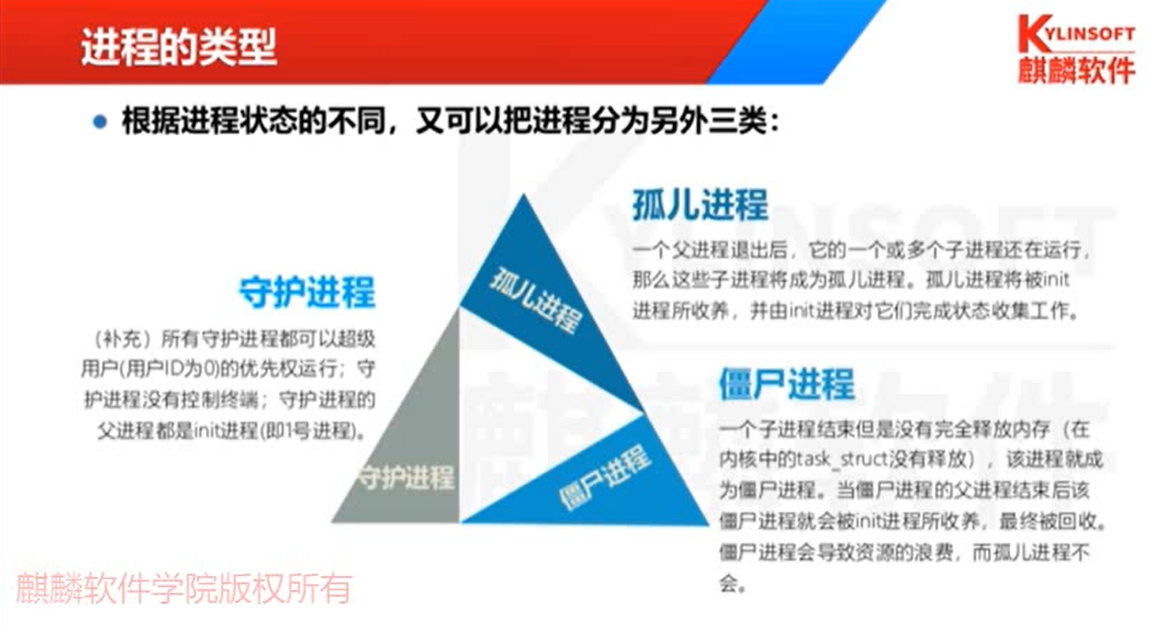 进程的类型
KYLINSOFT
麒麟软件
根据进程状态的不同，又可以把进程分为另外三类：
孤儿进程
一个父进程退出后，它的一个或多个子进程还在运行，
那么这些子进程将成为孤儿进程。孤儿进程将被init
进程所收养，并由init进程对它们完成状态收集工作。
守护进程
（补充）所有守护进程都可以超级
用户(用户ID为0)的优先权运行；守
护进程没有控制终端；守护进程的
父进程都是init进程(即1号进程)。
孤儿进程
守护进程
僵尸进程
僵尸进程
一个子进程结束但是没有完全释放内存（在
内核中的task_struct没有释放），该进程就成
为僵尸进程。当僵尸进程的父进程结束后该
僵尸进程就会被init进程所收养，最终被回收。
僵尸进程会导致资源的浪费，而孤儿进程不
会。
KYLINSOFT
麒麟软件
麒麟软件学院版权所有